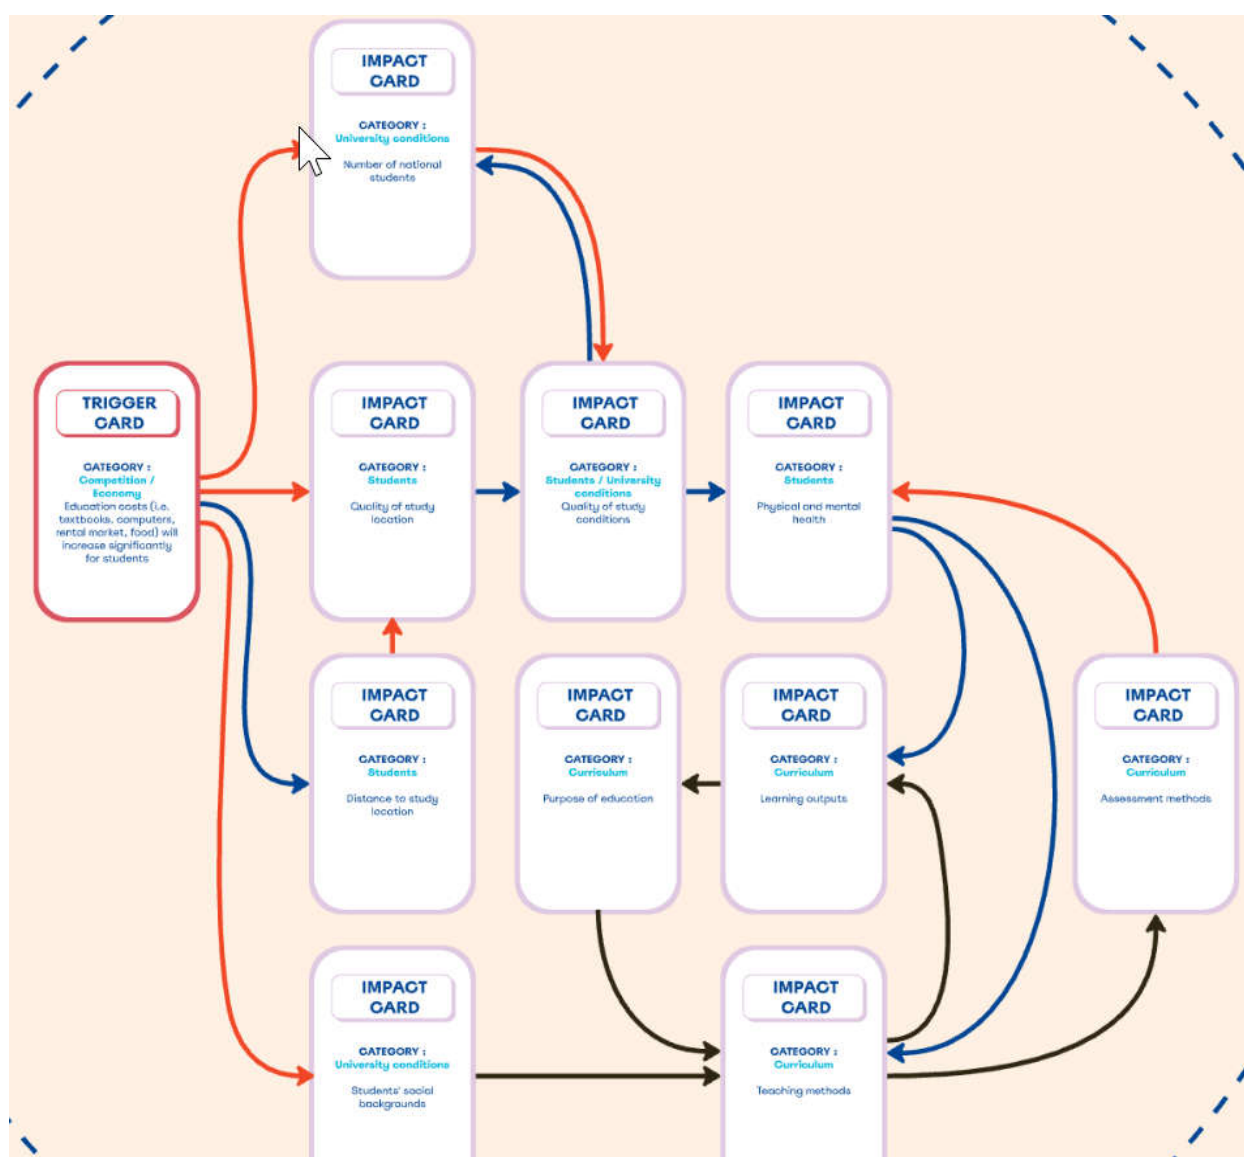 IMPACT
CARD
CATEGORY :
University conditions
Number of national
students
TRIGGER
CARD
CATEGORY :
Competition /
Economy
Education costs (i.e.
textbooks, computers,
rental market, food) will
increase significantly
for students
IMPACT
CARD
CATEGORY :
Students
Quality of study
location
IMPACT
CARD
CATEGORY :
Students / University
conditions
Quality of study
conditions
IMPACT
CARD
CATEGORY :
Students
Physical and mental
health
IMPACT
CARD
CATEGORY :
Students
Distance to study
location
IMPACT
CARD
CATEGORY :
Curriculum
Purpose of education
IMPACT
CARD
CATEGORY :
Curriculum
Learning outputs
IMPACT
CARD
CATEGORY :
Curriculum
Assessment methods
IMPACT
CARD
CATEGORY :
University conditions
Students' social
backgrounds
IMPACT
CARD
CATEGORY :
Curriculum
Teaching methods